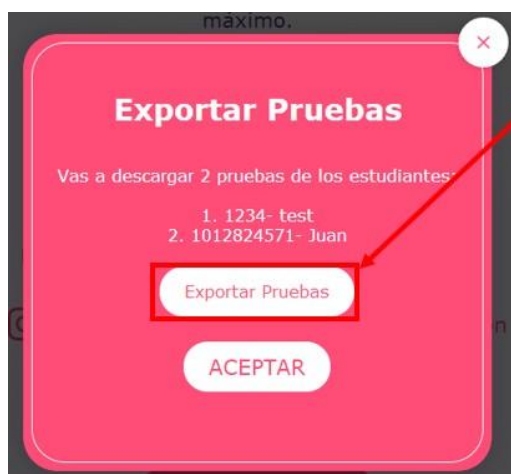 máximo.
×
Exportar Pruebas
Vas a descargar 2 pruebas de los estudiantes:
1. 1234- test
2. 1012824571- Juan
Exportar Pruebas
ACEPTAR
n